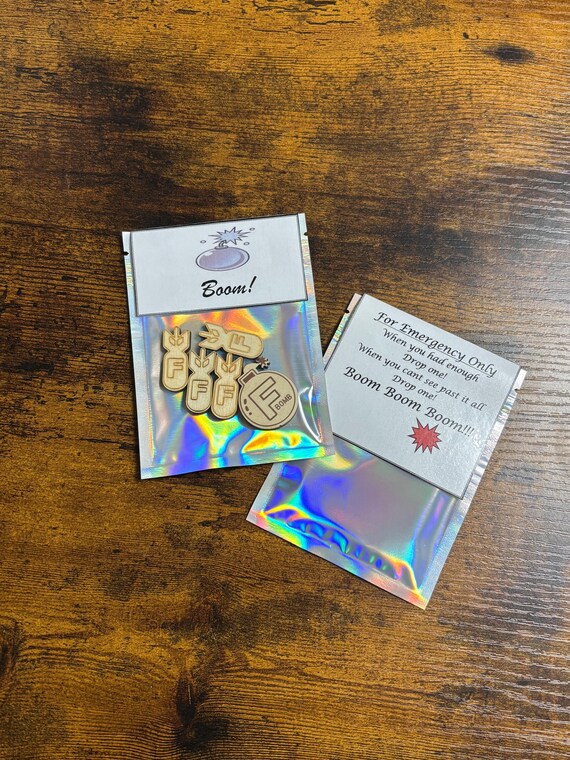 Boom!
F
F
F
F
F
BOMB
For Emergency Only
When you had enough
Drop one!
When you cant see past it all
Drop one!
Boom Boom Boom!!!